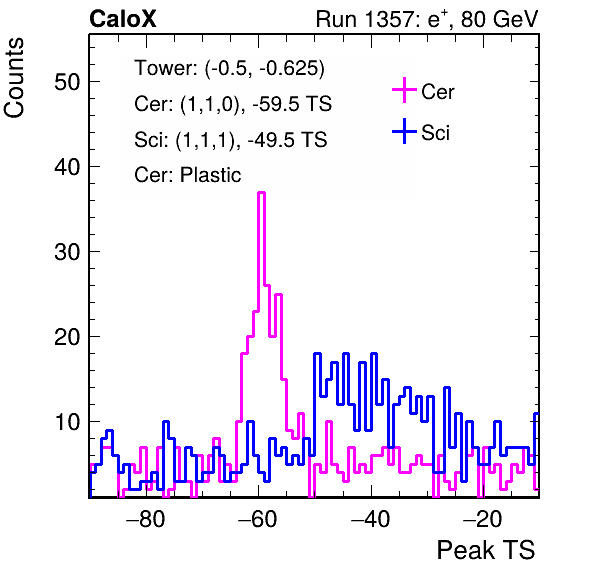 CaloX
Run 1357: e⁺, 80 GeV
Counts
Tower: (-0.5, -0.625)
Cer: (1,1,0), -59.5 TS
Sci: (1,1,1), -49.5 TS
Cer: Plastic
Cer
Sci
50
40
30
20
10
−80 −60 −40 −20
Peak TS